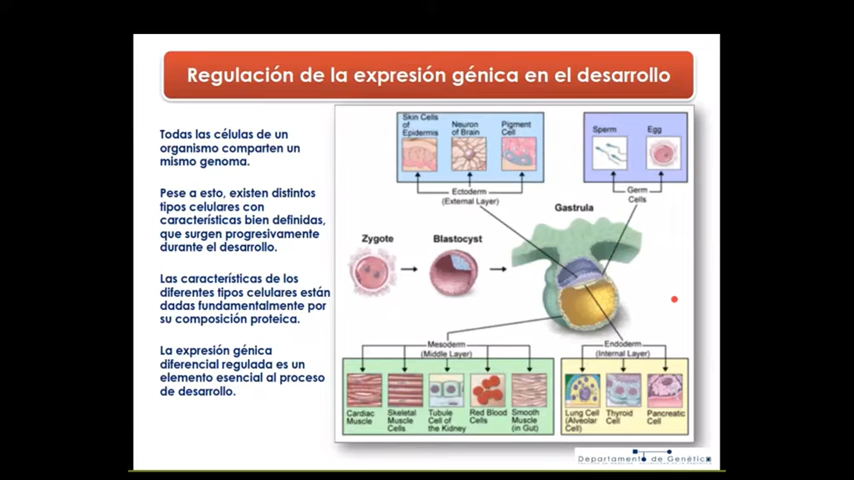 Regulación de la expresión génica en el desarrollo
Todas las células de un
organismo comparten un
mismo genoma.
Pese a esto, existen distintos
tipos celulares con
características bien definidas,
que surgen progresivamente
durante el desarrollo.
Las características de los
diferentes tipos celulares están
dadas fundamentalmente por
su composición proteica.
La expresión génica
diferencial regulada es un
elemento esencial al proceso
de desarrollo.
Skin Cells
of
Epidermis
Neuron
of Brain
Pigment
Cell
Sperm
Egg
Ectoderm
(External Layer)
Germ
Cells
Gastrula
Zygote
Blastocyst
Mesoderm
(Middle Layer)
Endoderm
(Internal Layer)
Cardiac
Muscle
Skeletal
Muscle
Cells
Tubule
Cell of
the Kidney
Red Blood
Cells
Smooth
Muscle
(in Gut)
Lung Cell
(Alveolar
Cell)
Thyroid
Cell
Pancreatic
Cell
Departamento de Genética